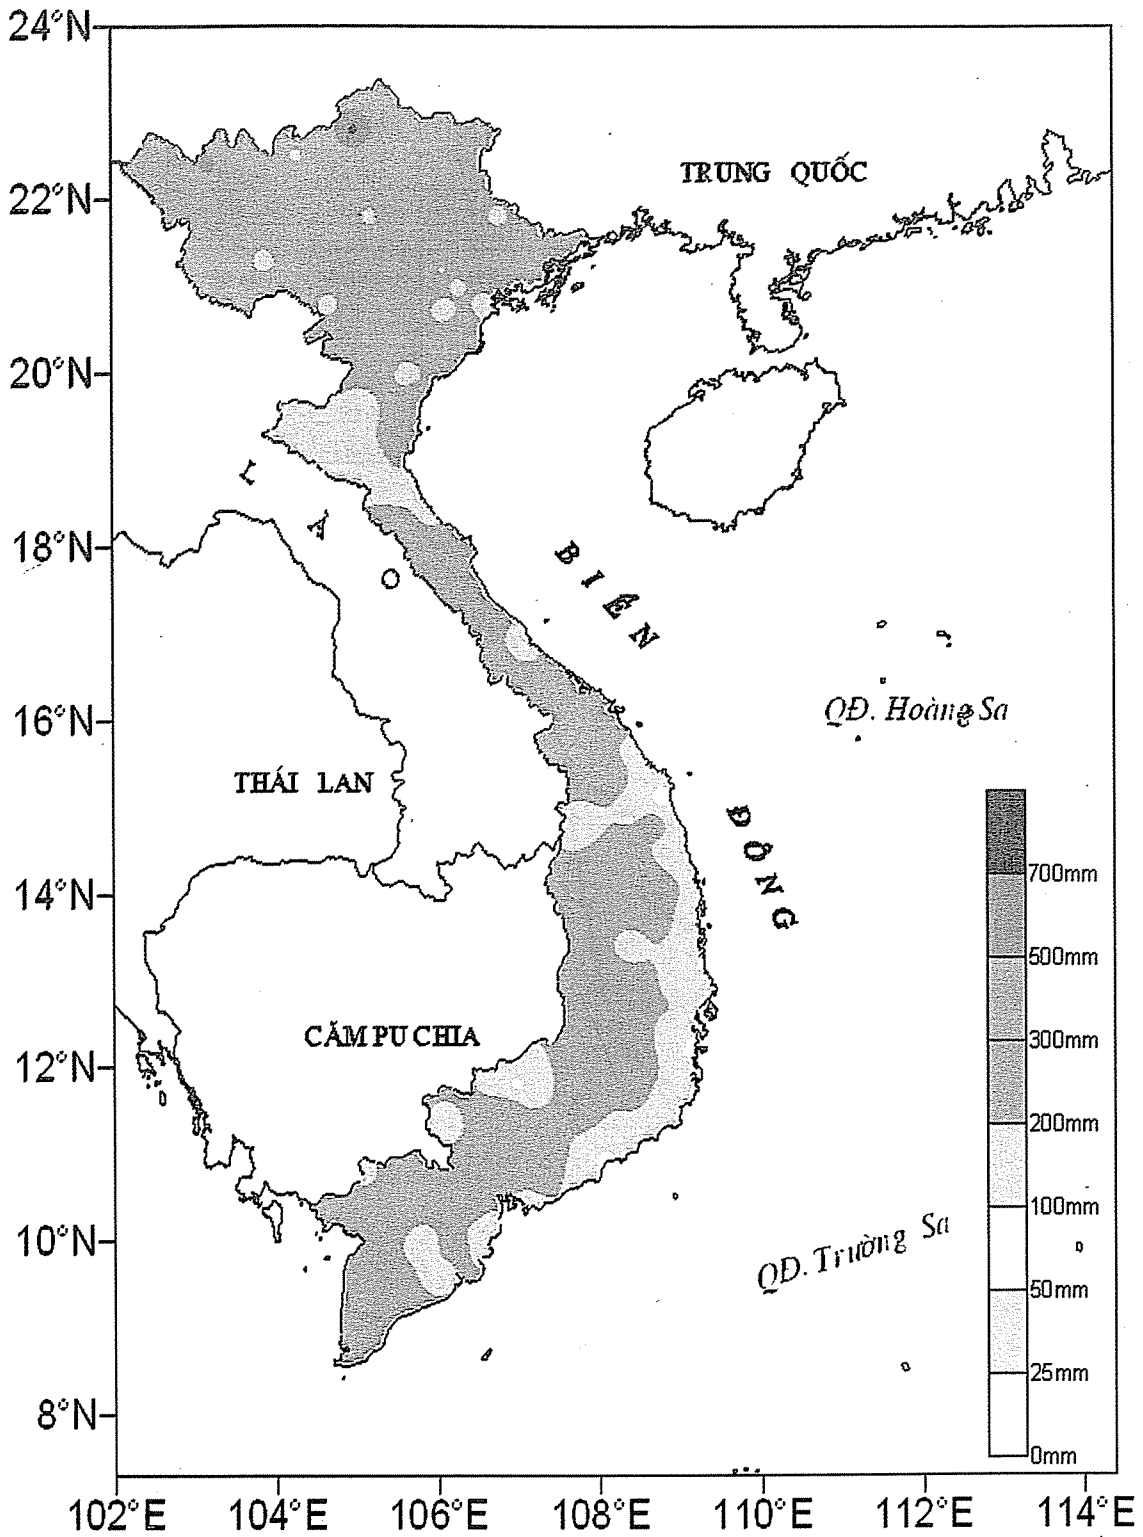 24°N
TRUNG QUỐC
22°N
20°N
LÀO
18°N
BIỂN
16°N
QĐ. Hoàng Sa
THÁI LAN
ĐÔNG
700mm
14°N
500mm
CĂM PU CHIA
300mm
12°N
200mm
100mm
10°N
QĐ. Trường Sa
50mm
25mm
8°N
0mm
102°E 104°E 106°E 108°E 110°E 112°E 114°E